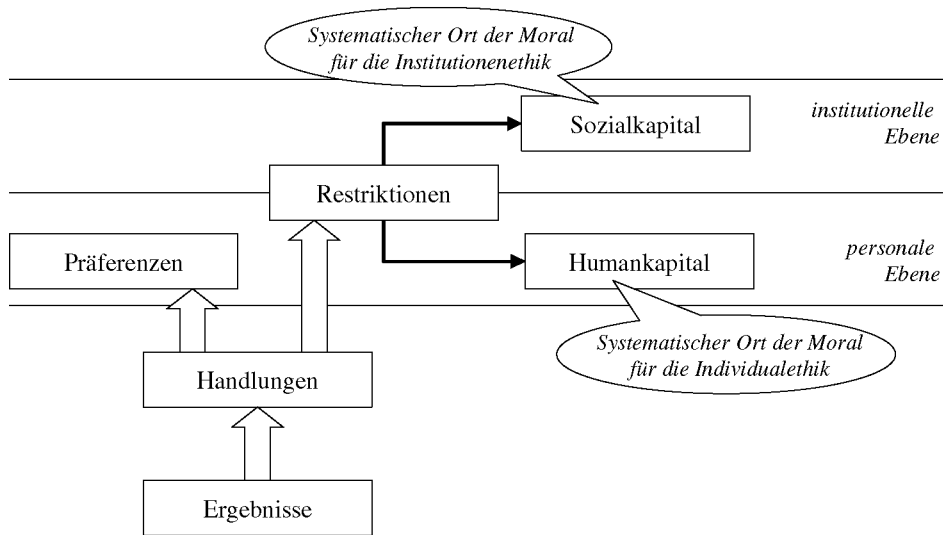 Systematischer Ort der Moral
für die Institutionenethik
Sozialkapital
institutionelle
Ebene
Restriktionen
Präferenzen
Humankapital
personale
Ebene
Systematischer Ort der Moral
für die Individualethik
Handlungen
Ergebnisse